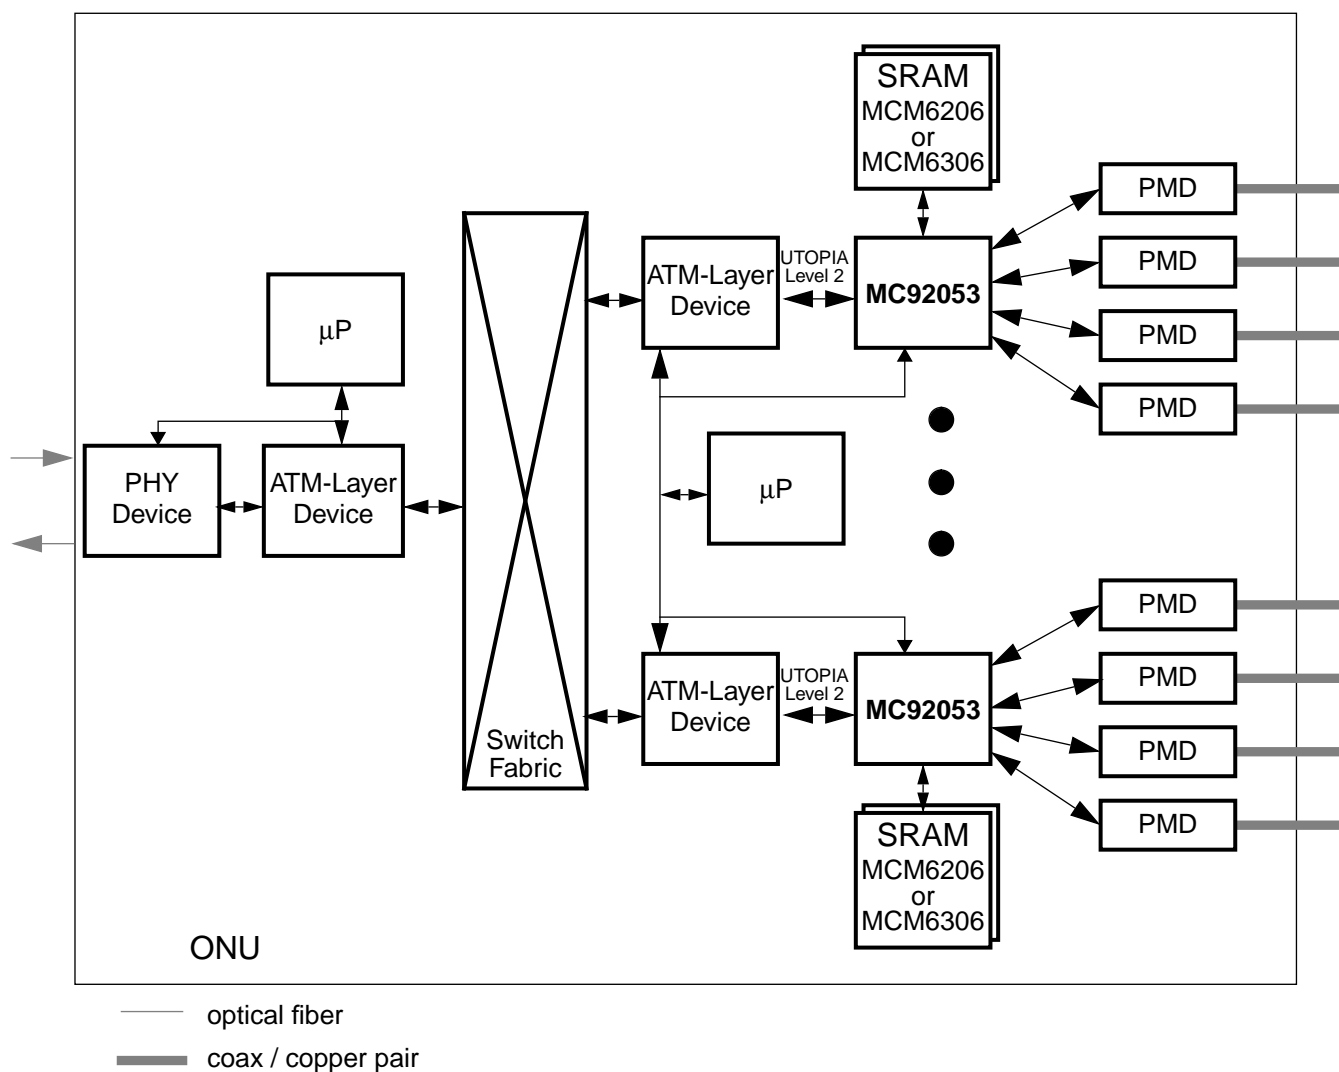 SRAM
MCM6206
or
MCM6306
PMD
PMD
PMD
PMD
UTOPIA
Level 2
ATM-Layer
Device
MC92053
μP
PHY
Device
ATM-Layer
Device
μP
Switch
Fabric
ATM-Layer
Device
UTOPIA
Level 2
MC92053
PMD
PMD
PMD
PMD
SRAM
MCM6206
or
MCM6306
ONU
optical fiber
coax / copper pair